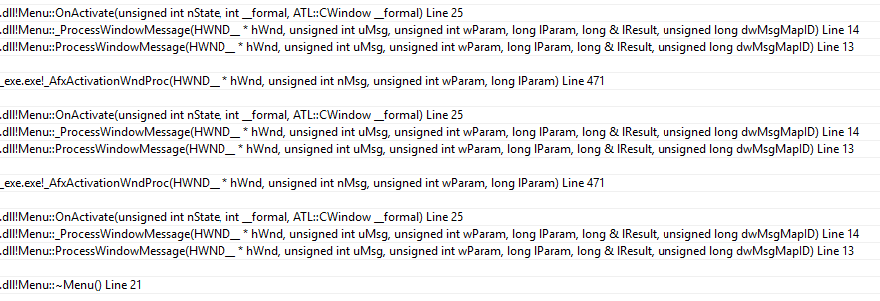 .dll!Menu::OnActivate(unsigned int nState, int __formal, ATL::CWindow __formal) Line 25
.dll!Menu::_ProcessWindowMessage(HWND__ * hWnd, unsigned int uMsg, unsigned int wParam, long lParam, long & lResult, unsigned long dwMsgMapID) Line 14
.dll!Menu::ProcessWindowMessage(HWND__ * hWnd, unsigned int uMsg, unsigned int wParam, long lParam, long & lResult, unsigned long dwMsgMapID) Line 13
_exe.exe!_AfxActivationWndProc(HWND__ * hWnd, unsigned int nMsg, unsigned int wParam, long lParam) Line 471
.dll!Menu::OnActivate(unsigned int nState, int __formal, ATL::CWindow __formal) Line 25
.dll!Menu::_ProcessWindowMessage(HWND__ * hWnd, unsigned int uMsg, unsigned int wParam, long lParam, long & lResult, unsigned long dwMsgMapID) Line 14
.dll!Menu::ProcessWindowMessage(HWND__ * hWnd, unsigned int uMsg, unsigned int wParam, long lParam, long & lResult, unsigned long dwMsgMapID) Line 13
_exe.exe!_AfxActivationWndProc(HWND__ * hWnd, unsigned int nMsg, unsigned int wParam, long lParam) Line 471
.dll!Menu::OnActivate(unsigned int nState, int __formal, ATL::CWindow __formal) Line 25
.dll!Menu::_ProcessWindowMessage(HWND__ * hWnd, unsigned int uMsg, unsigned int wParam, long lParam, long & lResult, unsigned long dwMsgMapID) Line 14
.dll!Menu::ProcessWindowMessage(HWND__ * hWnd, unsigned int uMsg, unsigned int wParam, long lParam, long & lResult, unsigned long dwMsgMapID) Line 13
.dll!Menu::~Menu() Line 21